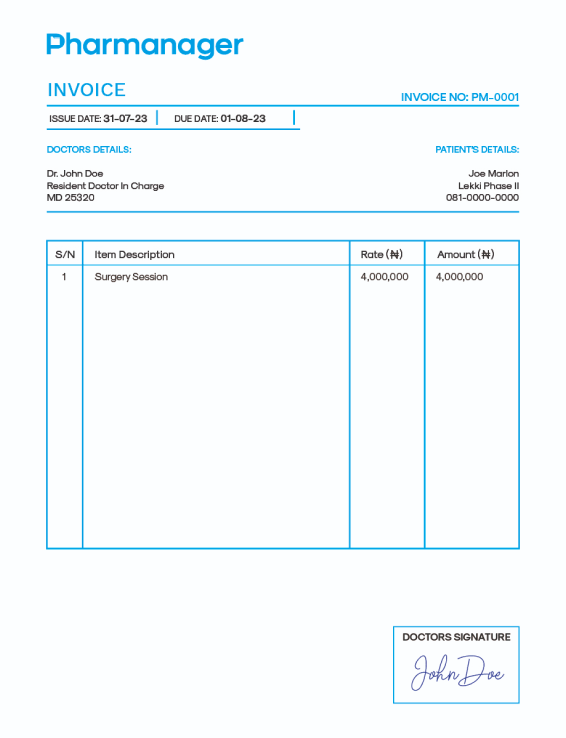 Pharmanager
INVOICE
INVOICE NO: PM-0001
ISSUE DATE: 31-07-23 DUE DATE: 01-08-23
DOCTORS DETAILS: PATIENT'S DETAILS:
Dr. John Doe Joe Marlon
Resident Doctor In Charge Lekki Phase II
MD 25320 081-0000-0000
S/N Item Description Rate (₦) Amount (₦)
1 Surgery Session 4,000,000 4,000,000
DOCTORS SIGNATURE
John Doe